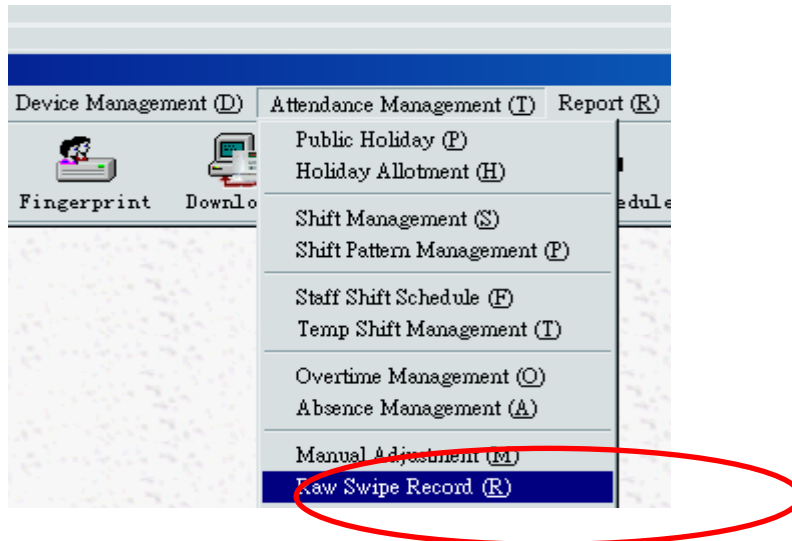 Device Management (D) Attendance Management (T) Report (R)
Public Holiday (P)
Holiday Allotment (H)
Fingerprint
Shift Management (S)
Shift Pattern Management (P)
Staff Shift Schedule (F)
Temp Shift Management (T)
Overtime Management (O)
Absence Management (A)
Manual Adjustment (M)
Raw Swipe Record (R)